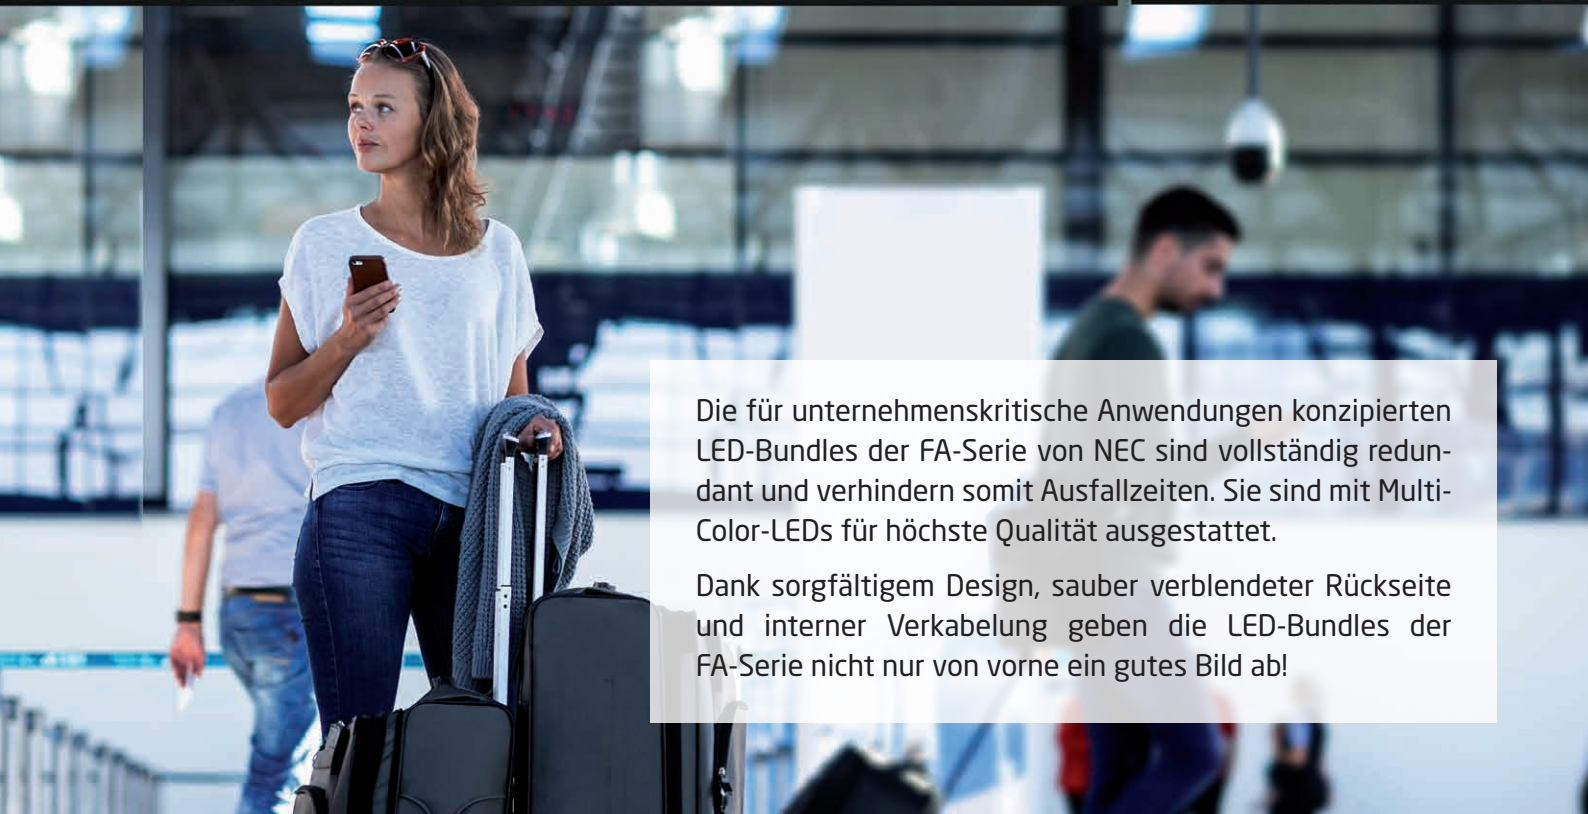 Die für unternehmenskritische Anwendungen konzipierten
LED-Bundles der FA-Serie von NEC sind vollständig redun-
dant und verhindern somit Ausfallzeiten. Sie sind mit Multi-
Color-LEDs für höchste Qualität ausgestattet.
Dank sorgfältigem Design, sauber verblendeter Rückseite
und interner Verkabelung geben die LED-Bundles der
FA-Serie nicht nur von vorne ein gutes Bild ab!